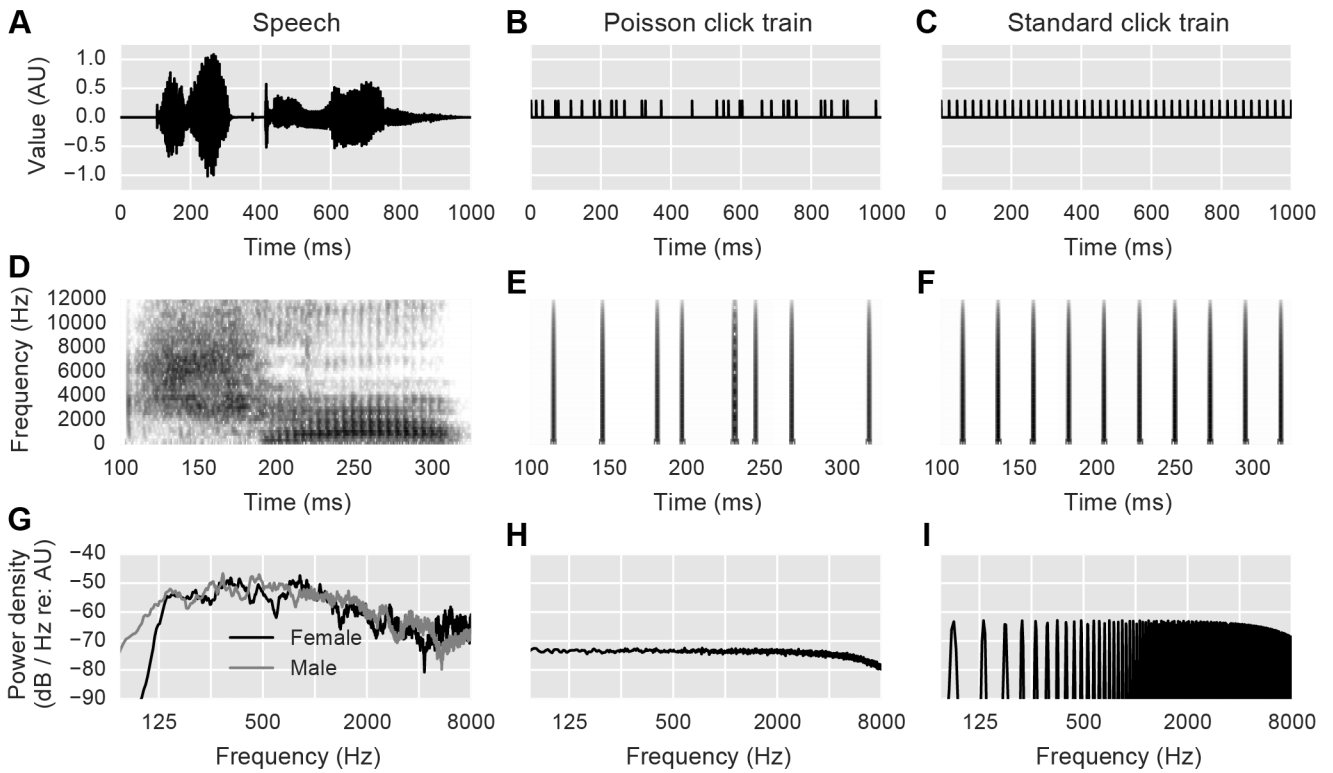 A Speech B Poisson click train C Standard click train
Value (AU)
1.0
0.5
0.0
−0.5
−1.0
0 200 400 600 800 1000 0 200 400 600 800 1000 0 200 400 600 800 1000
Time (ms) Time (ms) Time (ms)
D E F
Frequency (Hz)
12000
10000
8000
6000
4000
2000
0
100 150 200 250 300 100 150 200 250 300 100 150 200 250 300
Time (ms) Time (ms) Time (ms)
G H I
Power density
(dB / Hz re: AU)
−40
−50
−60
−70
−80
−90
Female
Male
125 500 2000 8000 125 500 2000 8000 125 500 2000 8000
Frequency (Hz) Frequency (Hz) Frequency (Hz)